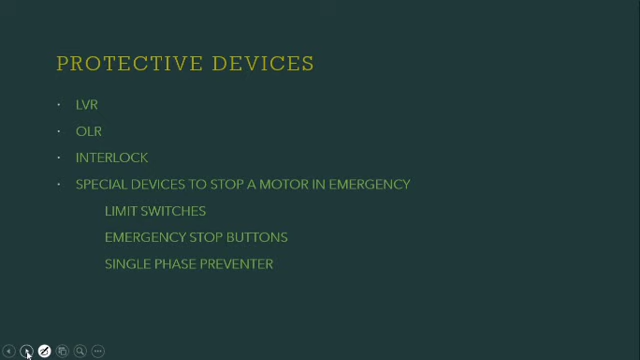 PROTECTIVE DEVICES
· LVR
· OLR
· INTERLOCK
· SPECIAL DEVICES TO STOP A MOTOR IN EMERGENCY
LIMIT SWITCHES
EMERGENCY STOP BUTTONS
SINGLE PHASE PREVENTER